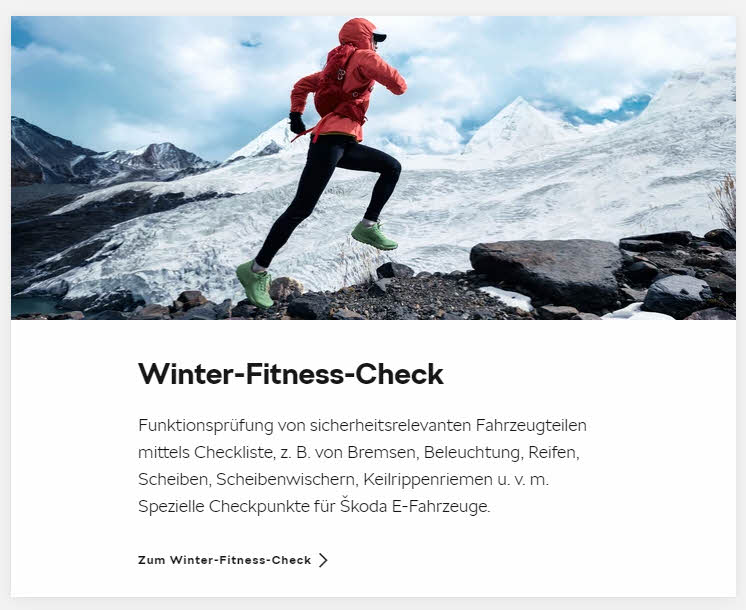 Winter-Fitness-Check
Funktionsprüfung von sicherheitsrelevanten Fahrzeugteilen
mittels Checkliste, z. B. von Bremsen, Beleuchtung, Reifen,
Scheiben, Scheibenwischern, Keilrippenriemen u. v. m.
Spezielle Checkpunkte für Škoda E-Fahrzeuge.
Zum Winter-Fitness-Check